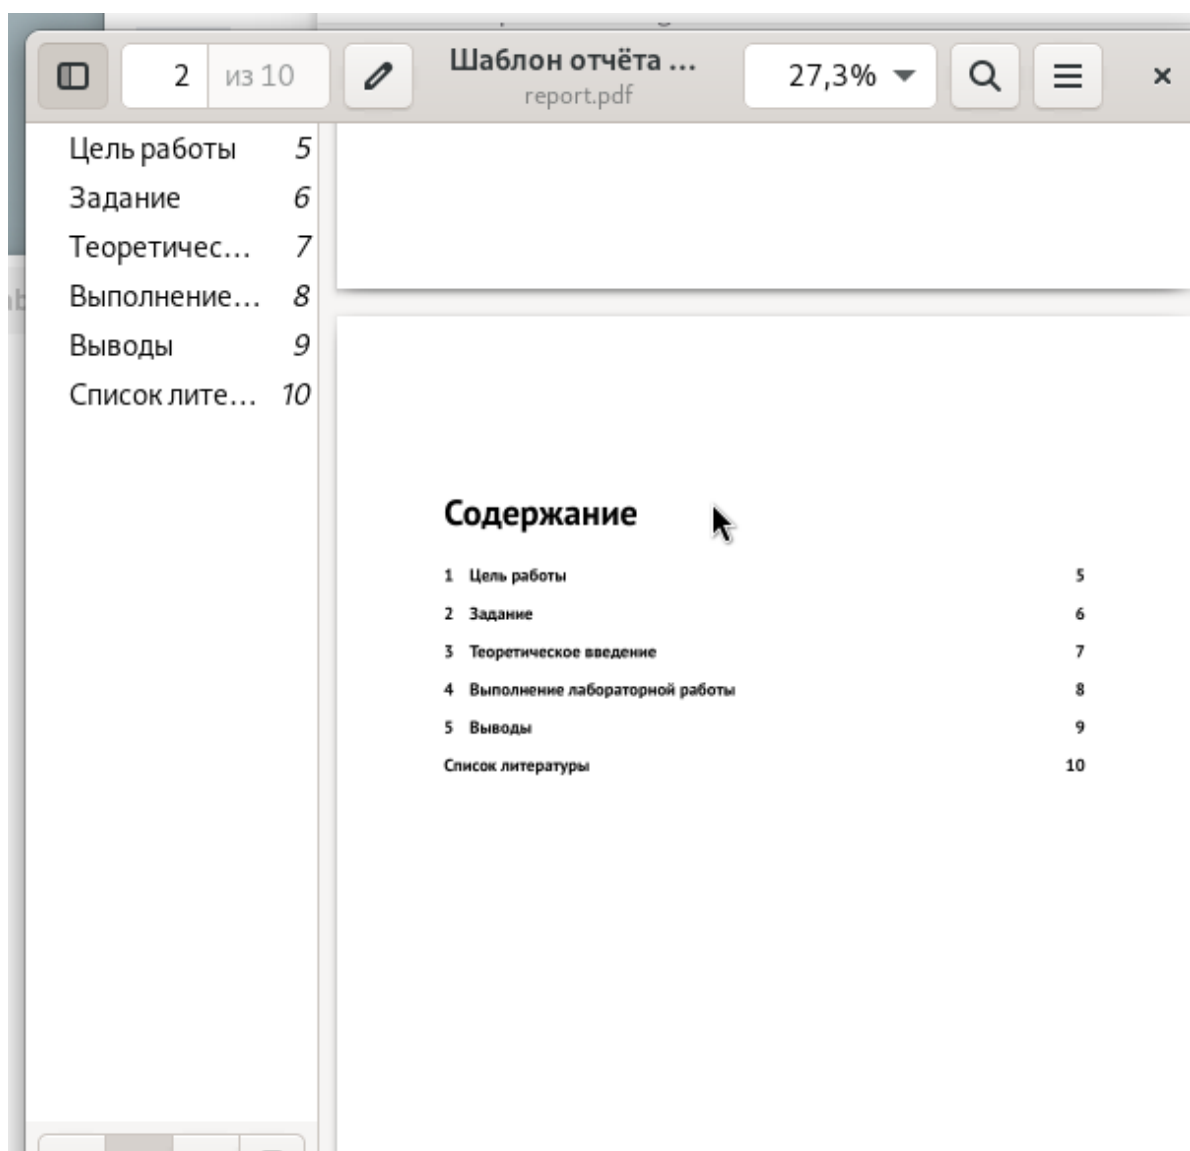 2 из 10 Шаблон отчёта ... 27,3%
report.pdf
Цель работы 5
Задание 6
Теоретичес... 7
Выполнение... 8
Выводы 9
Список лите... 10
Содержание
1 Цель работы 5
2 Задание 6
3 Теоретическое введение 7
4 Выполнение лабораторной работы 8
5 Выводы 9
Список литературы 10